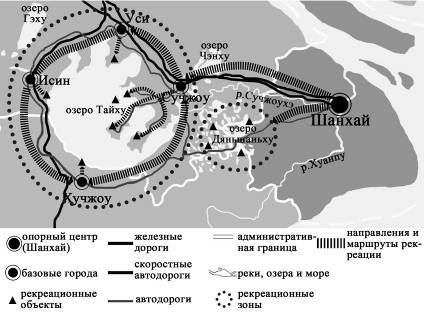 озеро
Гэху
Уси
озеро
Чэнху
Исин
озеро Тайху
Сучжоу
р.Сучжоухэ
Шанхай
озеро
Дяньшаньху
р.Хуанпу
Хучжоу
опорный центр
(Шанхай)
железные
дороги
административ-
ная граница
направления и
маршруты рек-
реации
базовые города
скоростные
автодороги
реки, озера и море
рекреационные
объекты
автодороги
рекреационные
зоны